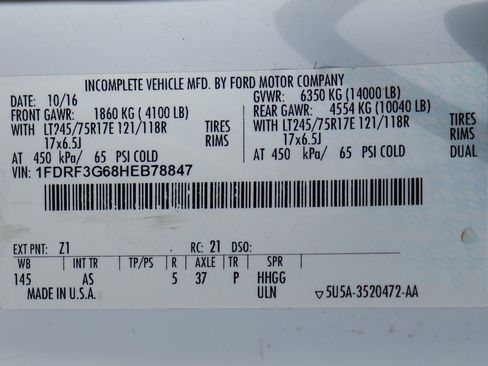 INCOMPLETE VEHICLE MFD. BY FORD MOTOR COMPANY
DATE: 10/16 GVWR: 6350 KG (14000 LB)
FRONT GAWR: 1860 KG (4100 LB) REAR GAWR: 4554 KG (10040 LB)
WITH LT245/75R17E 121/118R TIRES WITH LT245/75R17E 121/118R TIRES
17x6.5J RIMS 17x6.5J RIMS
AT 450 kPa/ 65 PSI COLD AT 450 kPa/ 65 PSI COLD DUAL
VIN: 1FDRF3G68HEB78847
EXT PNT: Z1 RC: 21 DSO:
WB INT TR TP/PS R AXLE TR SPR
145 AS 5 37 P HHGG
MADE IN U.S.A. ULN ▽5U5A-3520472-AA